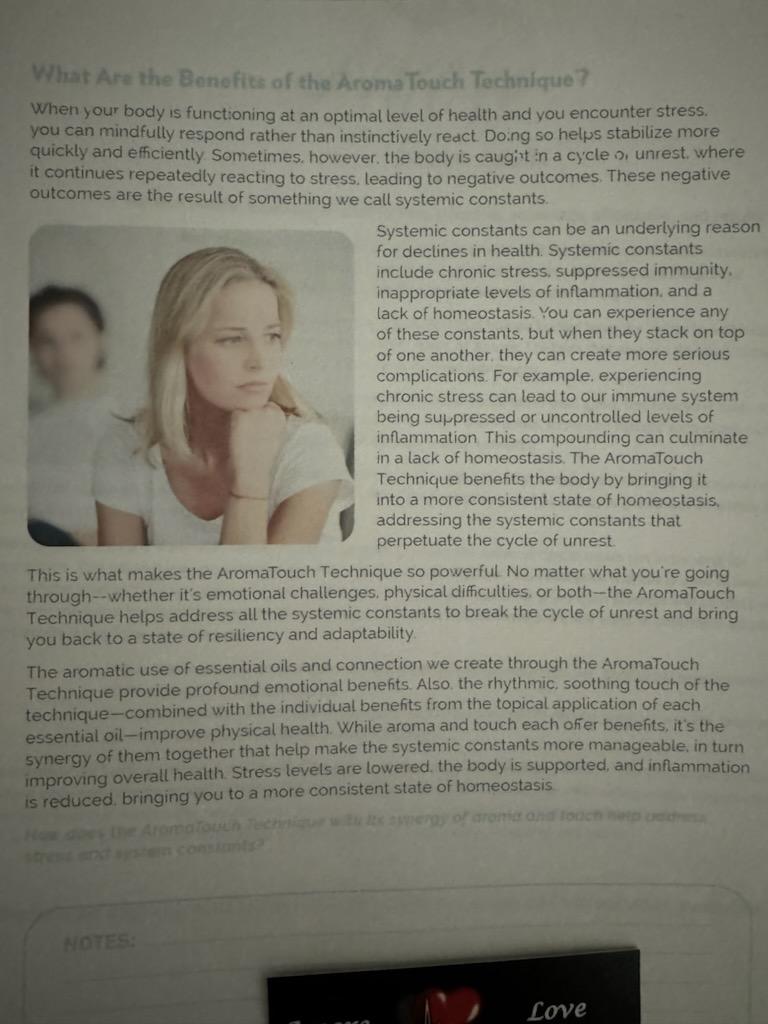 What Are the Benefits of the AromaTouch Technique?
When your body is functioning at an optimal level of health and you encounter stress,
you can mindfully respond rather than instinctively react. Doing so helps stabilize more
quickly and efficiently. Sometimes, however, the body is caught in a cycle of unrest, where
it continues repeatedly reacting to stress, leading to negative outcomes. These negative
outcomes are the result of something we call systemic constants.
Systemic constants can be an underlying reason
for declines in health. Systemic constants
include chronic stress, suppressed immunity,
inappropriate levels of inflammation, and a
lack of homeostasis. You can experience any
of these constants, but when they stack on top
of one another, they can create more serious
complications. For example, experiencing
chronic stress can lead to our immune system
being suppressed or uncontrolled levels of
inflammation. This compounding can culminate
in a lack of homeostasis. The AromaTouch
Technique benefits the body by bringing it
into a more consistent state of homeostasis,
addressing the systemic constants that
perpetuate the cycle of unrest.
This is what makes the AromaTouch Technique so powerful. No matter what you're going
through--whether it's emotional challenges, physical difficulties, or both—the AromaTouch
Technique helps address all the systemic constants to break the cycle of unrest and bring
you back to a state of resiliency and adaptability.
The aromatic use of essential oils and connection we create through the AromaTouch
Technique provide profound emotional benefits. Also, the rhythmic, soothing touch of the
technique—combined with the individual benefits from the topical application of each
essential oil—improve physical health. While aroma and touch each offer benefits, it's the
synergy of them together that help make the systemic constants more manageable, in turn
improving overall health. Stress levels are lowered, the body is supported, and inflammation
is reduced, bringing you to a more consistent state of homeostasis.
How does the AromaTouch Technique with its synergy of aroma and touch help address
stress and system constants?
NOTES:
Love